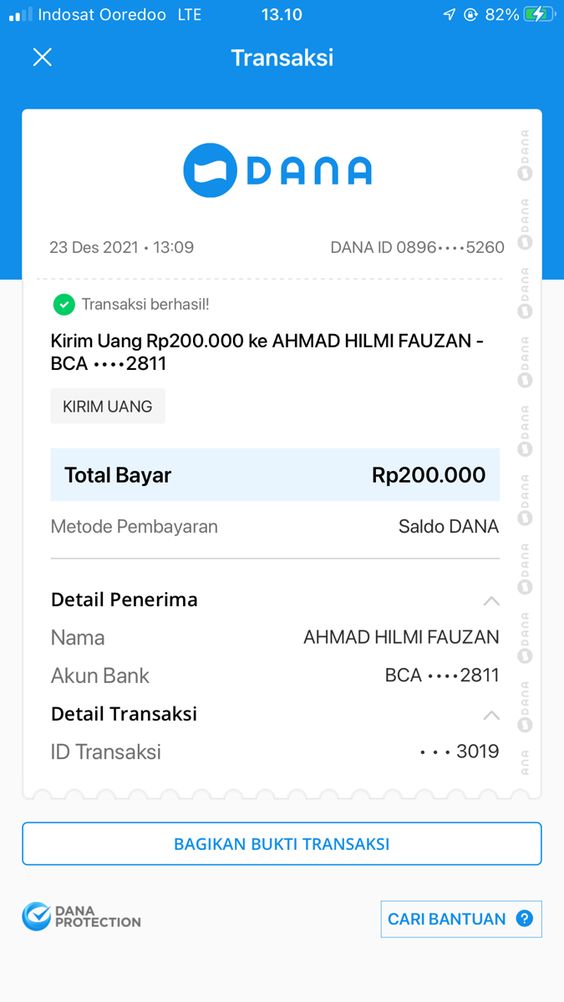 Indosat Ooredoo LTE 13.10 82%
Transaksi
DANA
23 Des 2021 • 13:09 DANA ID 0896••••5260
Transaksi berhasil!
Kirim Uang Rp200.000 ke AHMAD HILMI FAUZAN -
BCA ••••2811
KIRIM UANG
Total Bayar Rp200.000
Metode Pembayaran Saldo DANA
Detail Penerima
Nama AHMAD HILMI FAUZAN
Akun Bank BCA ••••2811
Detail Transaksi
ID Transaksi • • • 3019
DANA
DANA
DANA
DANA
DANA
DANA
DANA
DANA
DANA
ANA
BAGIKAN BUKTI TRANSAKSI
DANA
PROTECTION
CARI BANTUAN ?